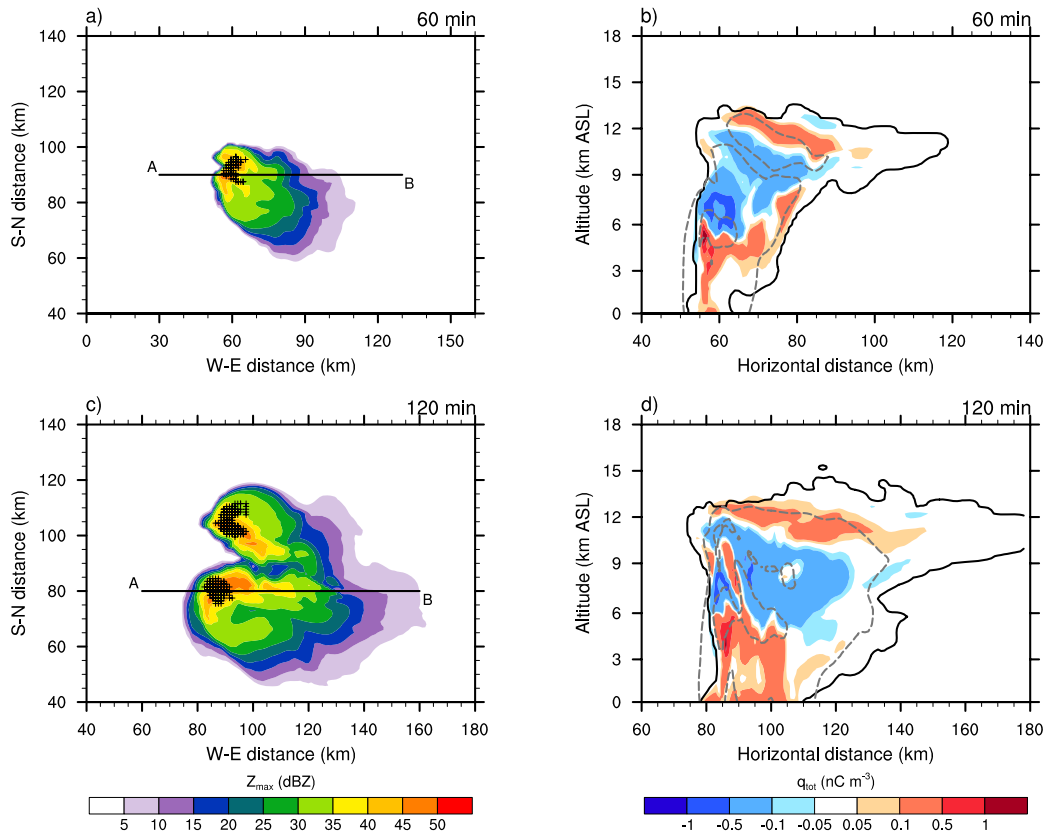 a) 60 min
140
120
100
80
60
40
S-N distance (km)
A
B
0 30 60 90 120 150
W-E distance (km)
b) 60 min
18
15
12
9
6
3
0
Altitude (km ASL)
40 60 80 100 120 140
Horizontal distance (km)
c) 120 min
140
120
100
80
60
40
S-N distance (km)
A
B
40 60 80 100 120 140 160 180
W-E distance (km)
d) 120 min
18
15
12
9
6
3
0
Altitude (km ASL)
60 80 100 120 140 160 180
Horizontal distance (km)
Zmax (dBZ)
5 10 15 20 25 30 35 40 45 50
qtot (nC m-3)
-1 -0.5 -0.1 -0.05 0.05 0.1 0.5 1